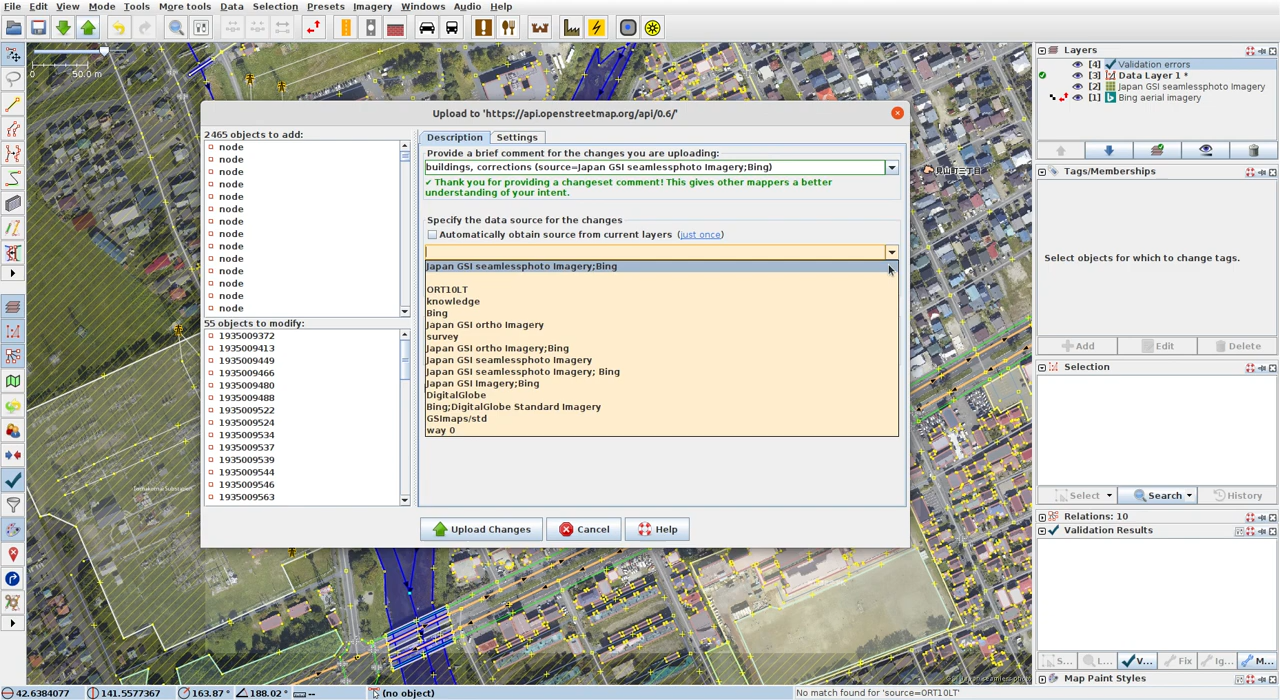 File Edit View Mode Tools More tools Data Selection Presets Imagery Windows Audio Help
0 50.0 m
Upload to 'https://api.openstreetmap.org/api/0.6/'
2465 objects to add:
node
node
node
node
node
node
node
node
node
node
node
node
node
node
55 objects to modify:
1935009372
1935009413
1935009449
1935009466
1935009480
1935009488
1935009522
1935009524
1935009534
1935009537
1935009539
1935009544
1935009546
1935009563
Description Settings
Provide a brief comment for the changes you are uploading:
buildings, corrections (source=Japan GSI seamlessphoto Imagery;Bing)
✔ Thank you for providing a changeset comment! This gives other mappers a better
understanding of your intent.
Specify the data source for the changes
Automatically obtain source from current layers (just once)
Japan GSI seamlessphoto Imagery;Bing
ORT10LT
knowledge
Bing
Japan GSI ortho Imagery
survey
Japan GSI ortho Imagery;Bing
Japan GSI seamlessphoto Imagery
Japan GSI seamlessphoto Imagery; Bing
Japan GSI Imagery;Bing
DigitalGlobe
Bing;DigitalGlobe Standard Imagery
GSImaps/std
way 0
Upload Changes Cancel Help
Layers
[4] Validation errors
[3] Data Layer 1 *
[2] Japan GSI seamlessphoto Imagery
[1] Bing aerial imagery
Tags/Memberships
Select objects for which to change tags.
Add Edit Delete
Selection
Select Search History
Relations: 10
Validation Results
S... L... V... Fix Ig... M...
Map Paint Styles
42.6384077 141.5577367 163.87° 188.02° -- (no object) No match found for 'source=ORT10LT'